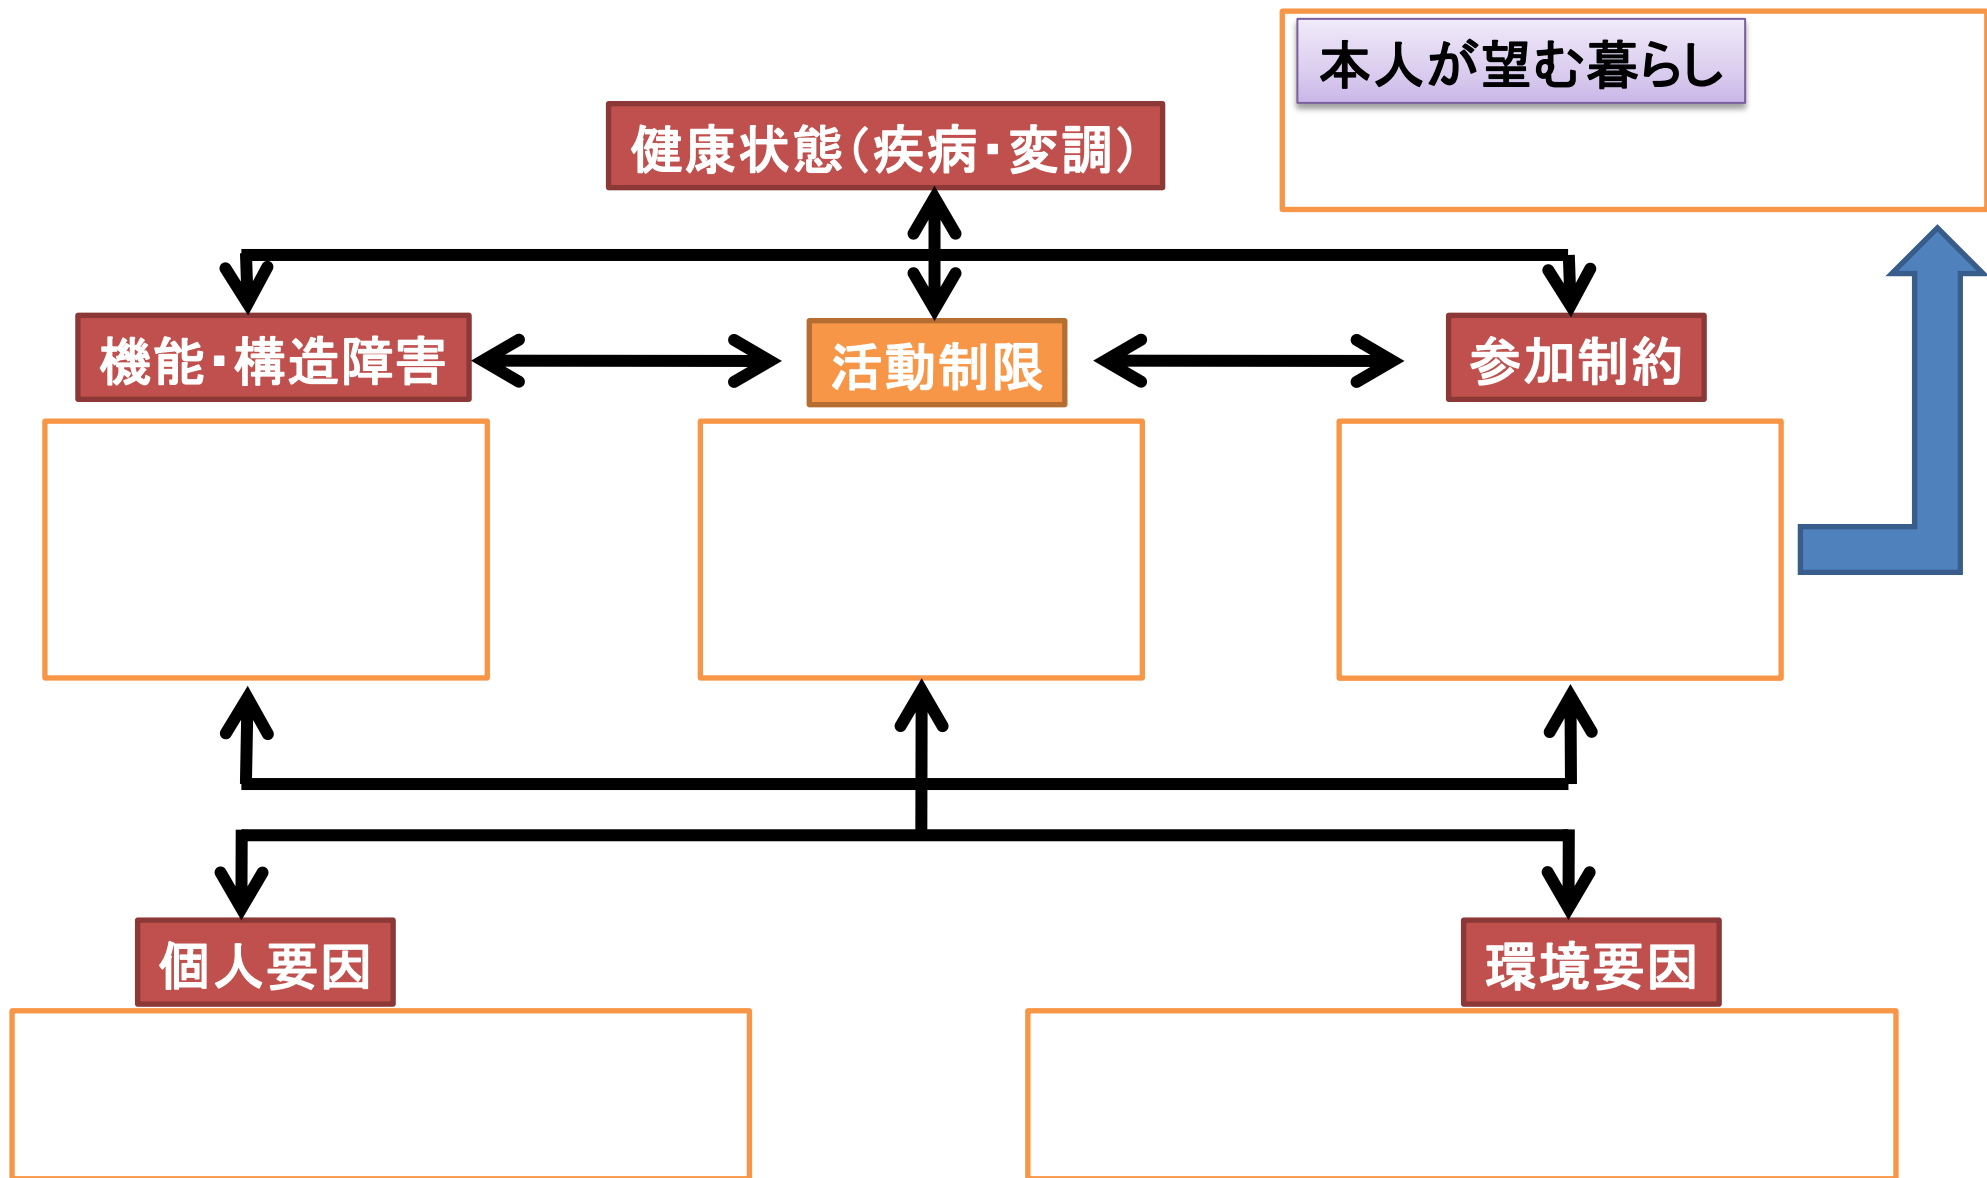 本人が望む暮らし
健康状態(疾病・変調)
機能・構造障害
活動制限
参加制約
個人要因
環境要因